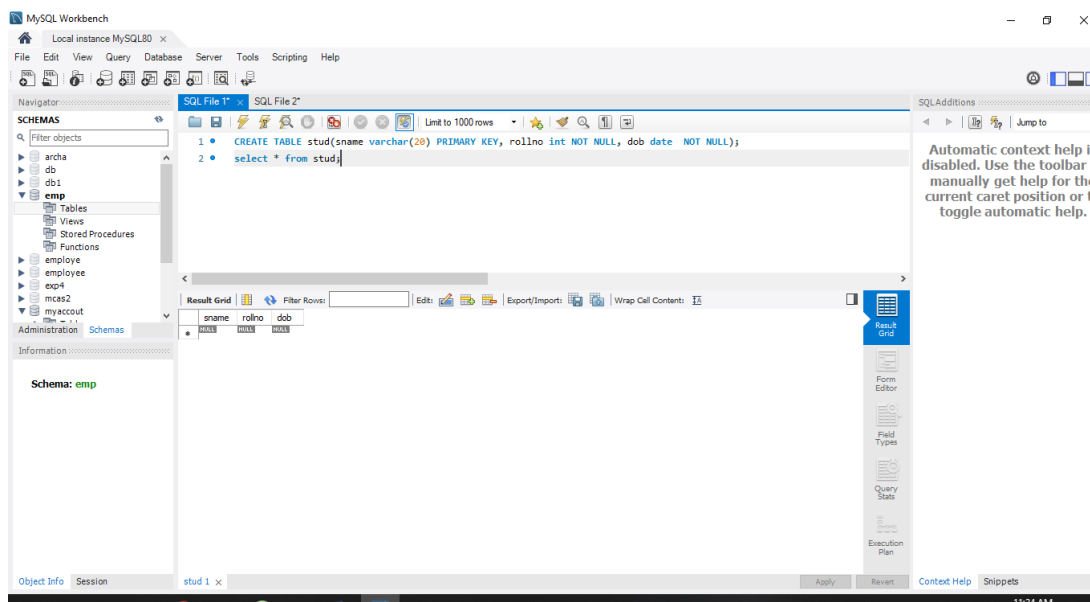 MySQL Workbench
Local instance MySQL80
File Edit View Query Database Server Tools Scripting Help
Navigator
SCHEMAS
Filter objects
archa
db
db1
emp
Tables
Views
Stored Procedures
Functions
employe
employee
exp4
mcas2
myaccout
Administration Schemas
Information
Schema: emp
Object Info Session
SQL File 1* SQL File 2*
Limit to 1000 rows
1 CREATE TABLE stud(sname varchar(20) PRIMARY KEY, rollno int NOT NULL, dob date NOT NULL);
2 select * from stud;
Result Grid Filter Rows: Edit: Export/Import: Wrap Cell Content:
sname rollno dob
NULL NULL NULL
Result
Grid
Form
Editor
Field
Types
Query
Stats
Execution
Plan
stud 1
Apply Revert
SQLAdditions
Jump to
Automatic context help i
disabled. Use the toolbar
manually get help for the
current caret position or t
toggle automatic help.
Context Help Snippets